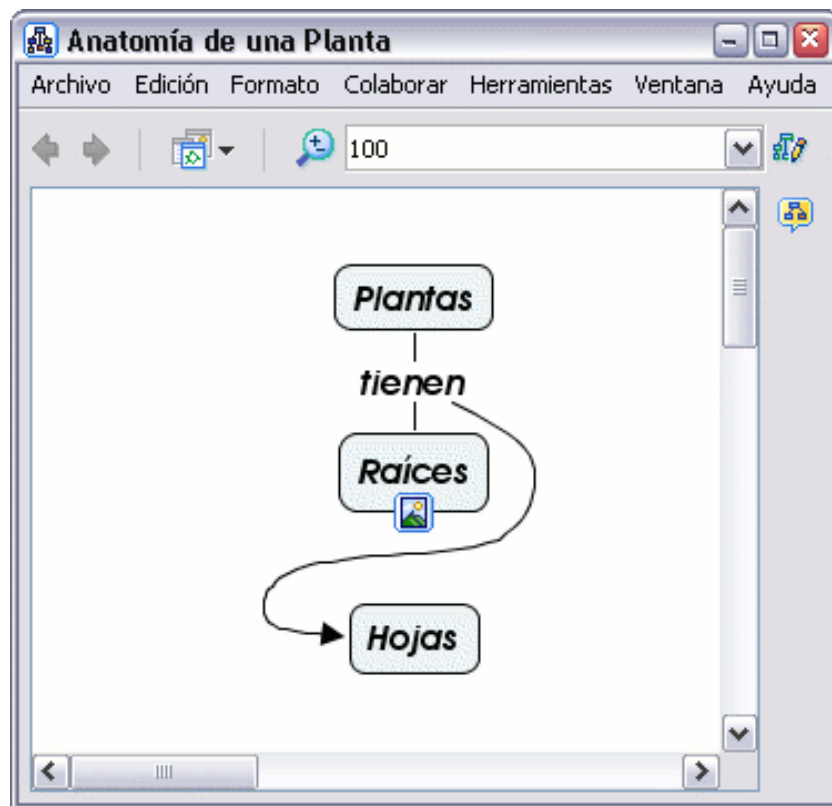 Anatomía de una Planta
Archivo Edición Formato Colaborar Herramientas Ventana Ayuda
100
Plantas
tienen
Raíces
Hojas